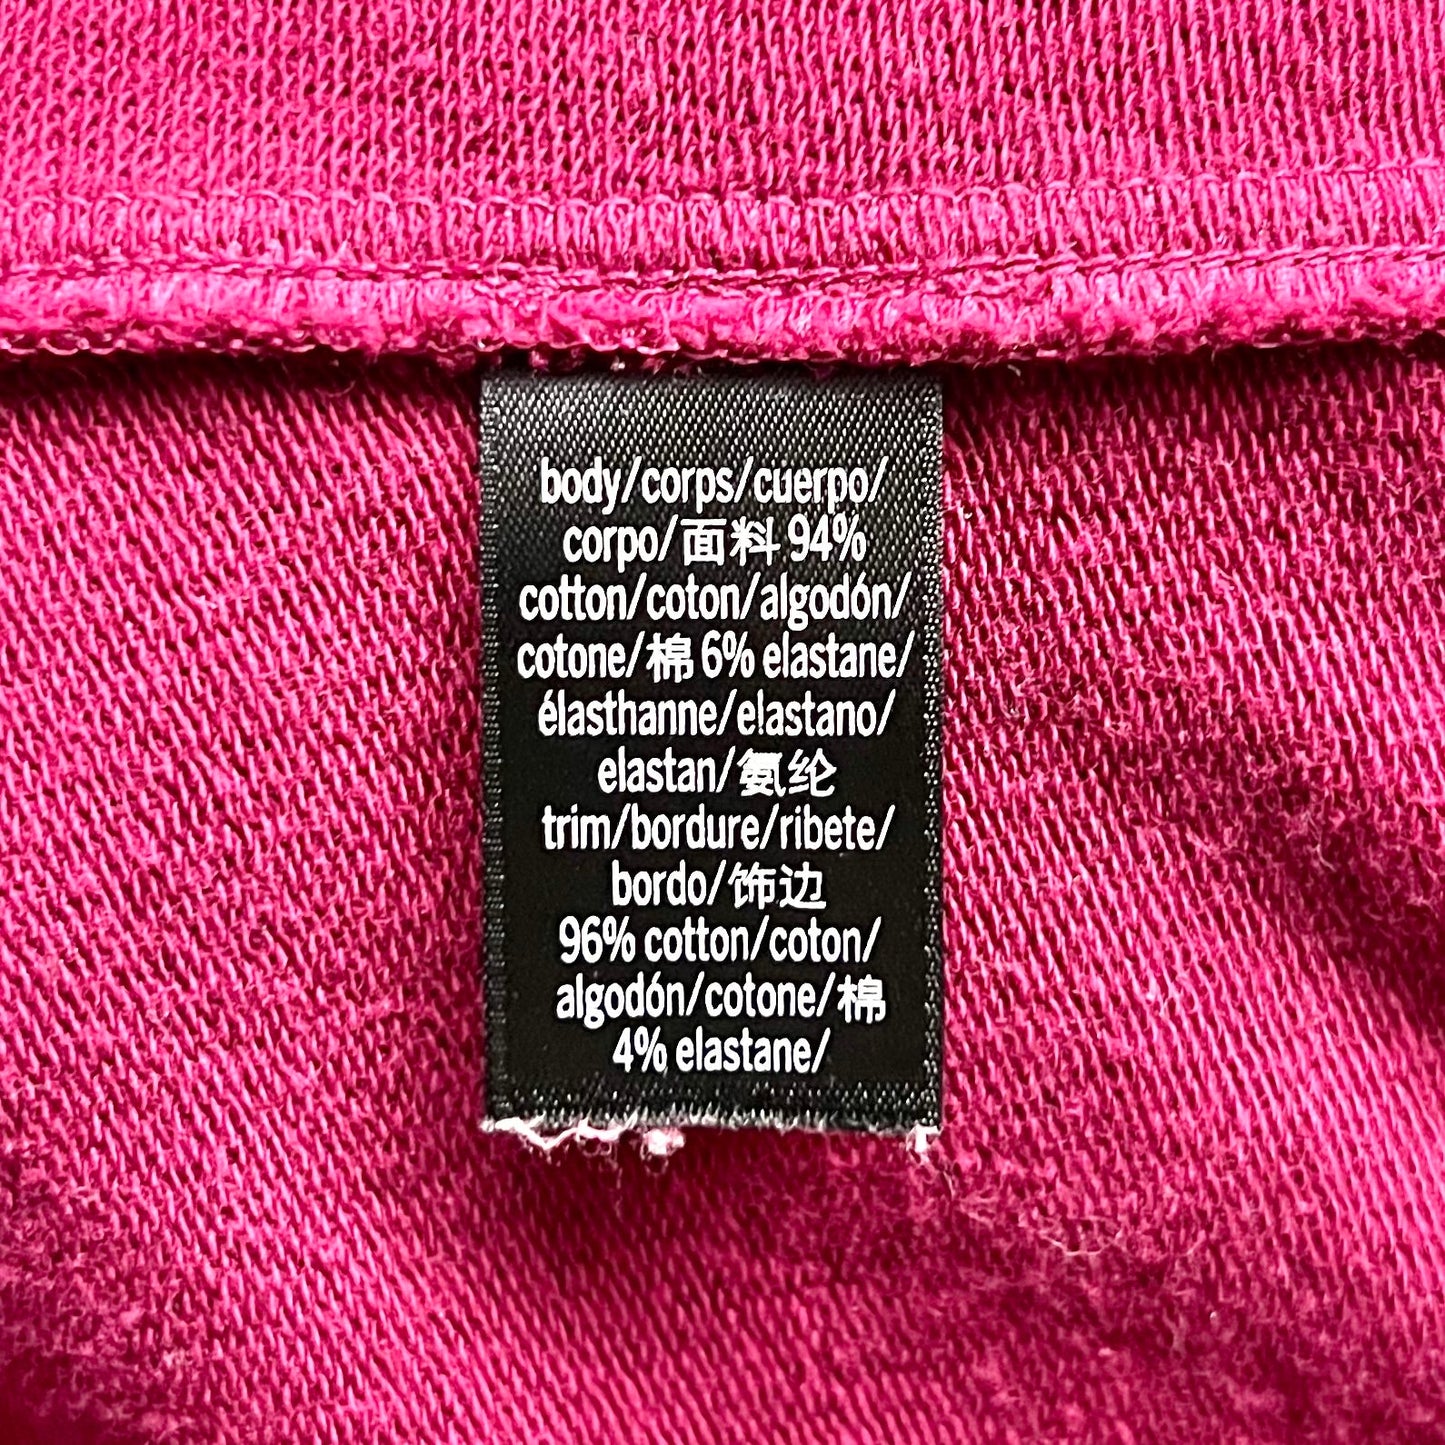 body/corps/cuerpo/
corpo/面料 94%
cotton/coton/algodón/
cotone/棉 6% elastane/
élasthanne/elastano/
elastan/氨纶
trim/bordure/ribete/
bordo/饰边
96% cotton/coton/
algodón/cotone/棉
4% elastane/